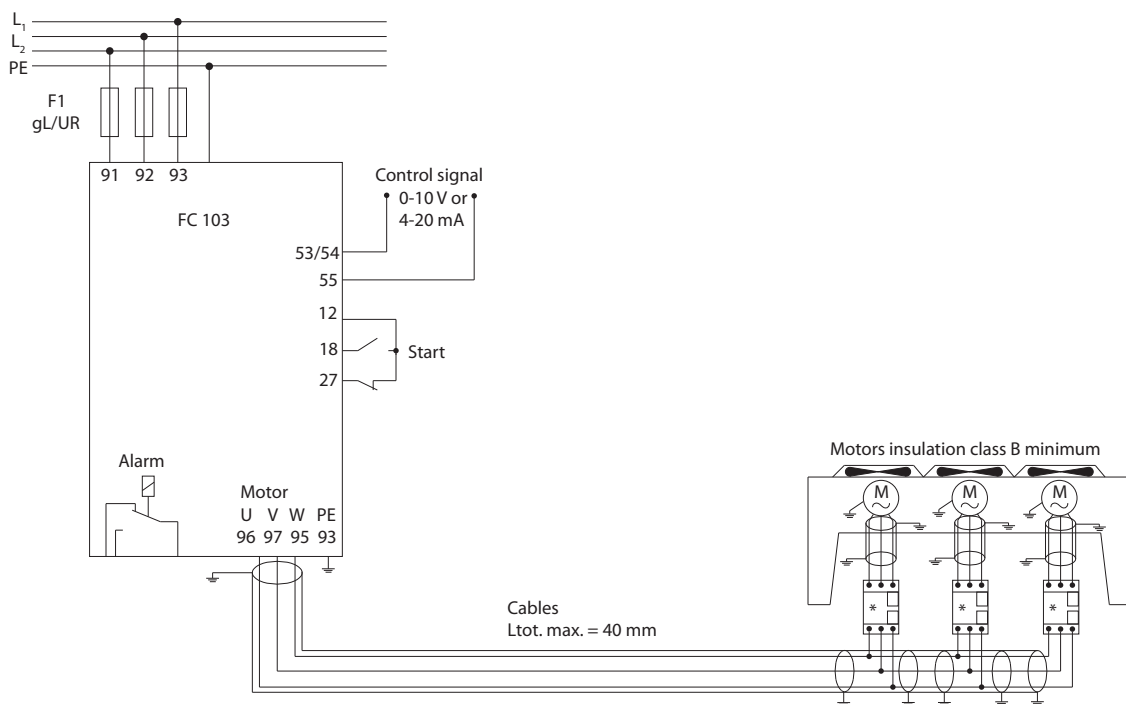 L1
L2
PE
F1
gL/UR
91 92 93
FC 103
Control signal
0-10 V or
4-20 mA
53/54
55
12
18
Start
27
Alarm
Motor
U V W PE
96 97 95 93
Motors insulation class B minimum
M M M
* * *
Cables
Ltot. max. = 40 mm